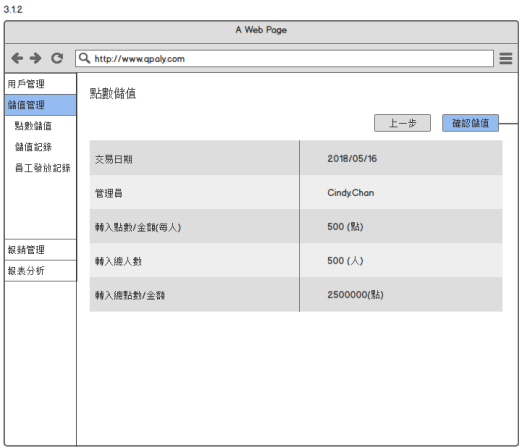 3.1.2
A Web Page
http://www.qpaly.com
用戶管理
儲值管理
點數儲值
儲值記錄
員工發放記錄
報銷管理
報表分析
點數儲值
上一步 確認儲值
交易日期 2018/05/16
管理員 Cindy.Chan
轉入點數/金額(每人) 500 (點)
轉入總人數 500 (人)
轉入總點數/金額 2500000(點)